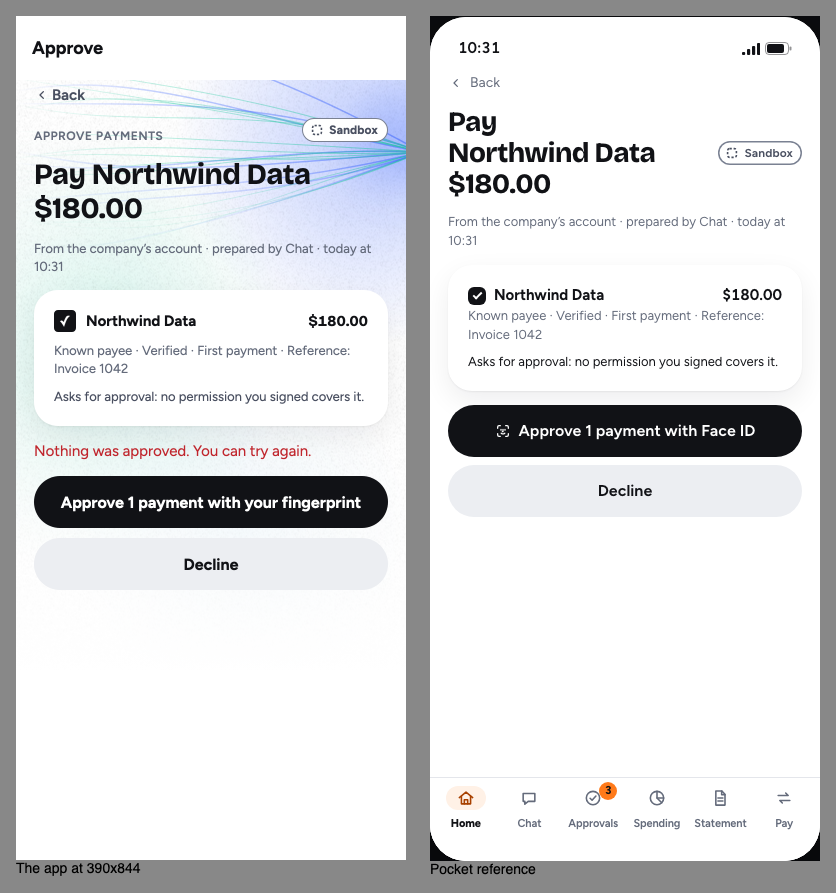 Approve
Back
APPROVE PAYMENTS
Sandbox
Pay Northwind Data
$180.00
From the company's account · prepared by Chat · today at
10:31
Northwind Data
$180.00
Known payee · Verified · First payment · Reference:
Invoice 1042
Asks for approval: no permission you signed covers it.
Nothing was approved. You can try again.
Approve 1 payment with your fingerprint
Decline
The app at 390x844
10:31
Back
Pay
Northwind Data
$180.00
Sandbox
From the company's account · prepared by Chat · today at
10:31
Northwind Data
$180.00
Known payee · Verified · First payment · Reference:
Invoice 1042
Asks for approval: no permission you signed covers it.
Approve 1 payment with Face ID
Decline
3
Home
Chat
Approvals
Spending
Statement
Pay
Pocket reference